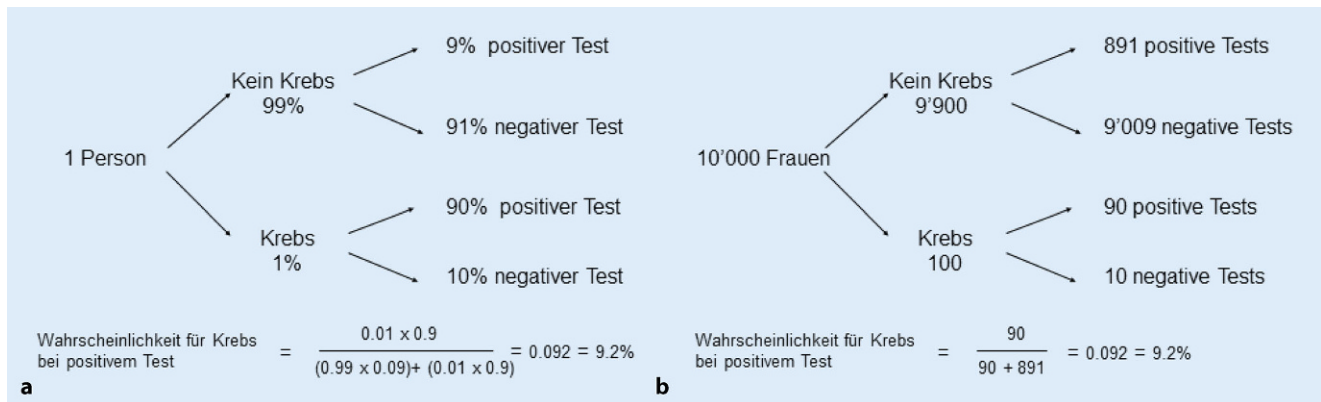 9% positiver Test
Kein Krebs
99%
91% negativer Test
1 Person
90% positiver Test
Krebs
1%
10% negativer Test
Wahrscheinlichkeit für Krebs
bei positivem Test
=
0.01 x 0.9
(0.99 x 0.09)+ (0.01 x 0.9)
= 0.092 = 9.2%
a
891 positive Tests
Kein Krebs
9’900
9’009 negative Tests
10’000 Frauen
90 positive Tests
Krebs
100
10 negative Tests
Wahrscheinlichkeit für Krebs
bei positivem Test
=
90
90 + 891
= 0.092 = 9.2%
b